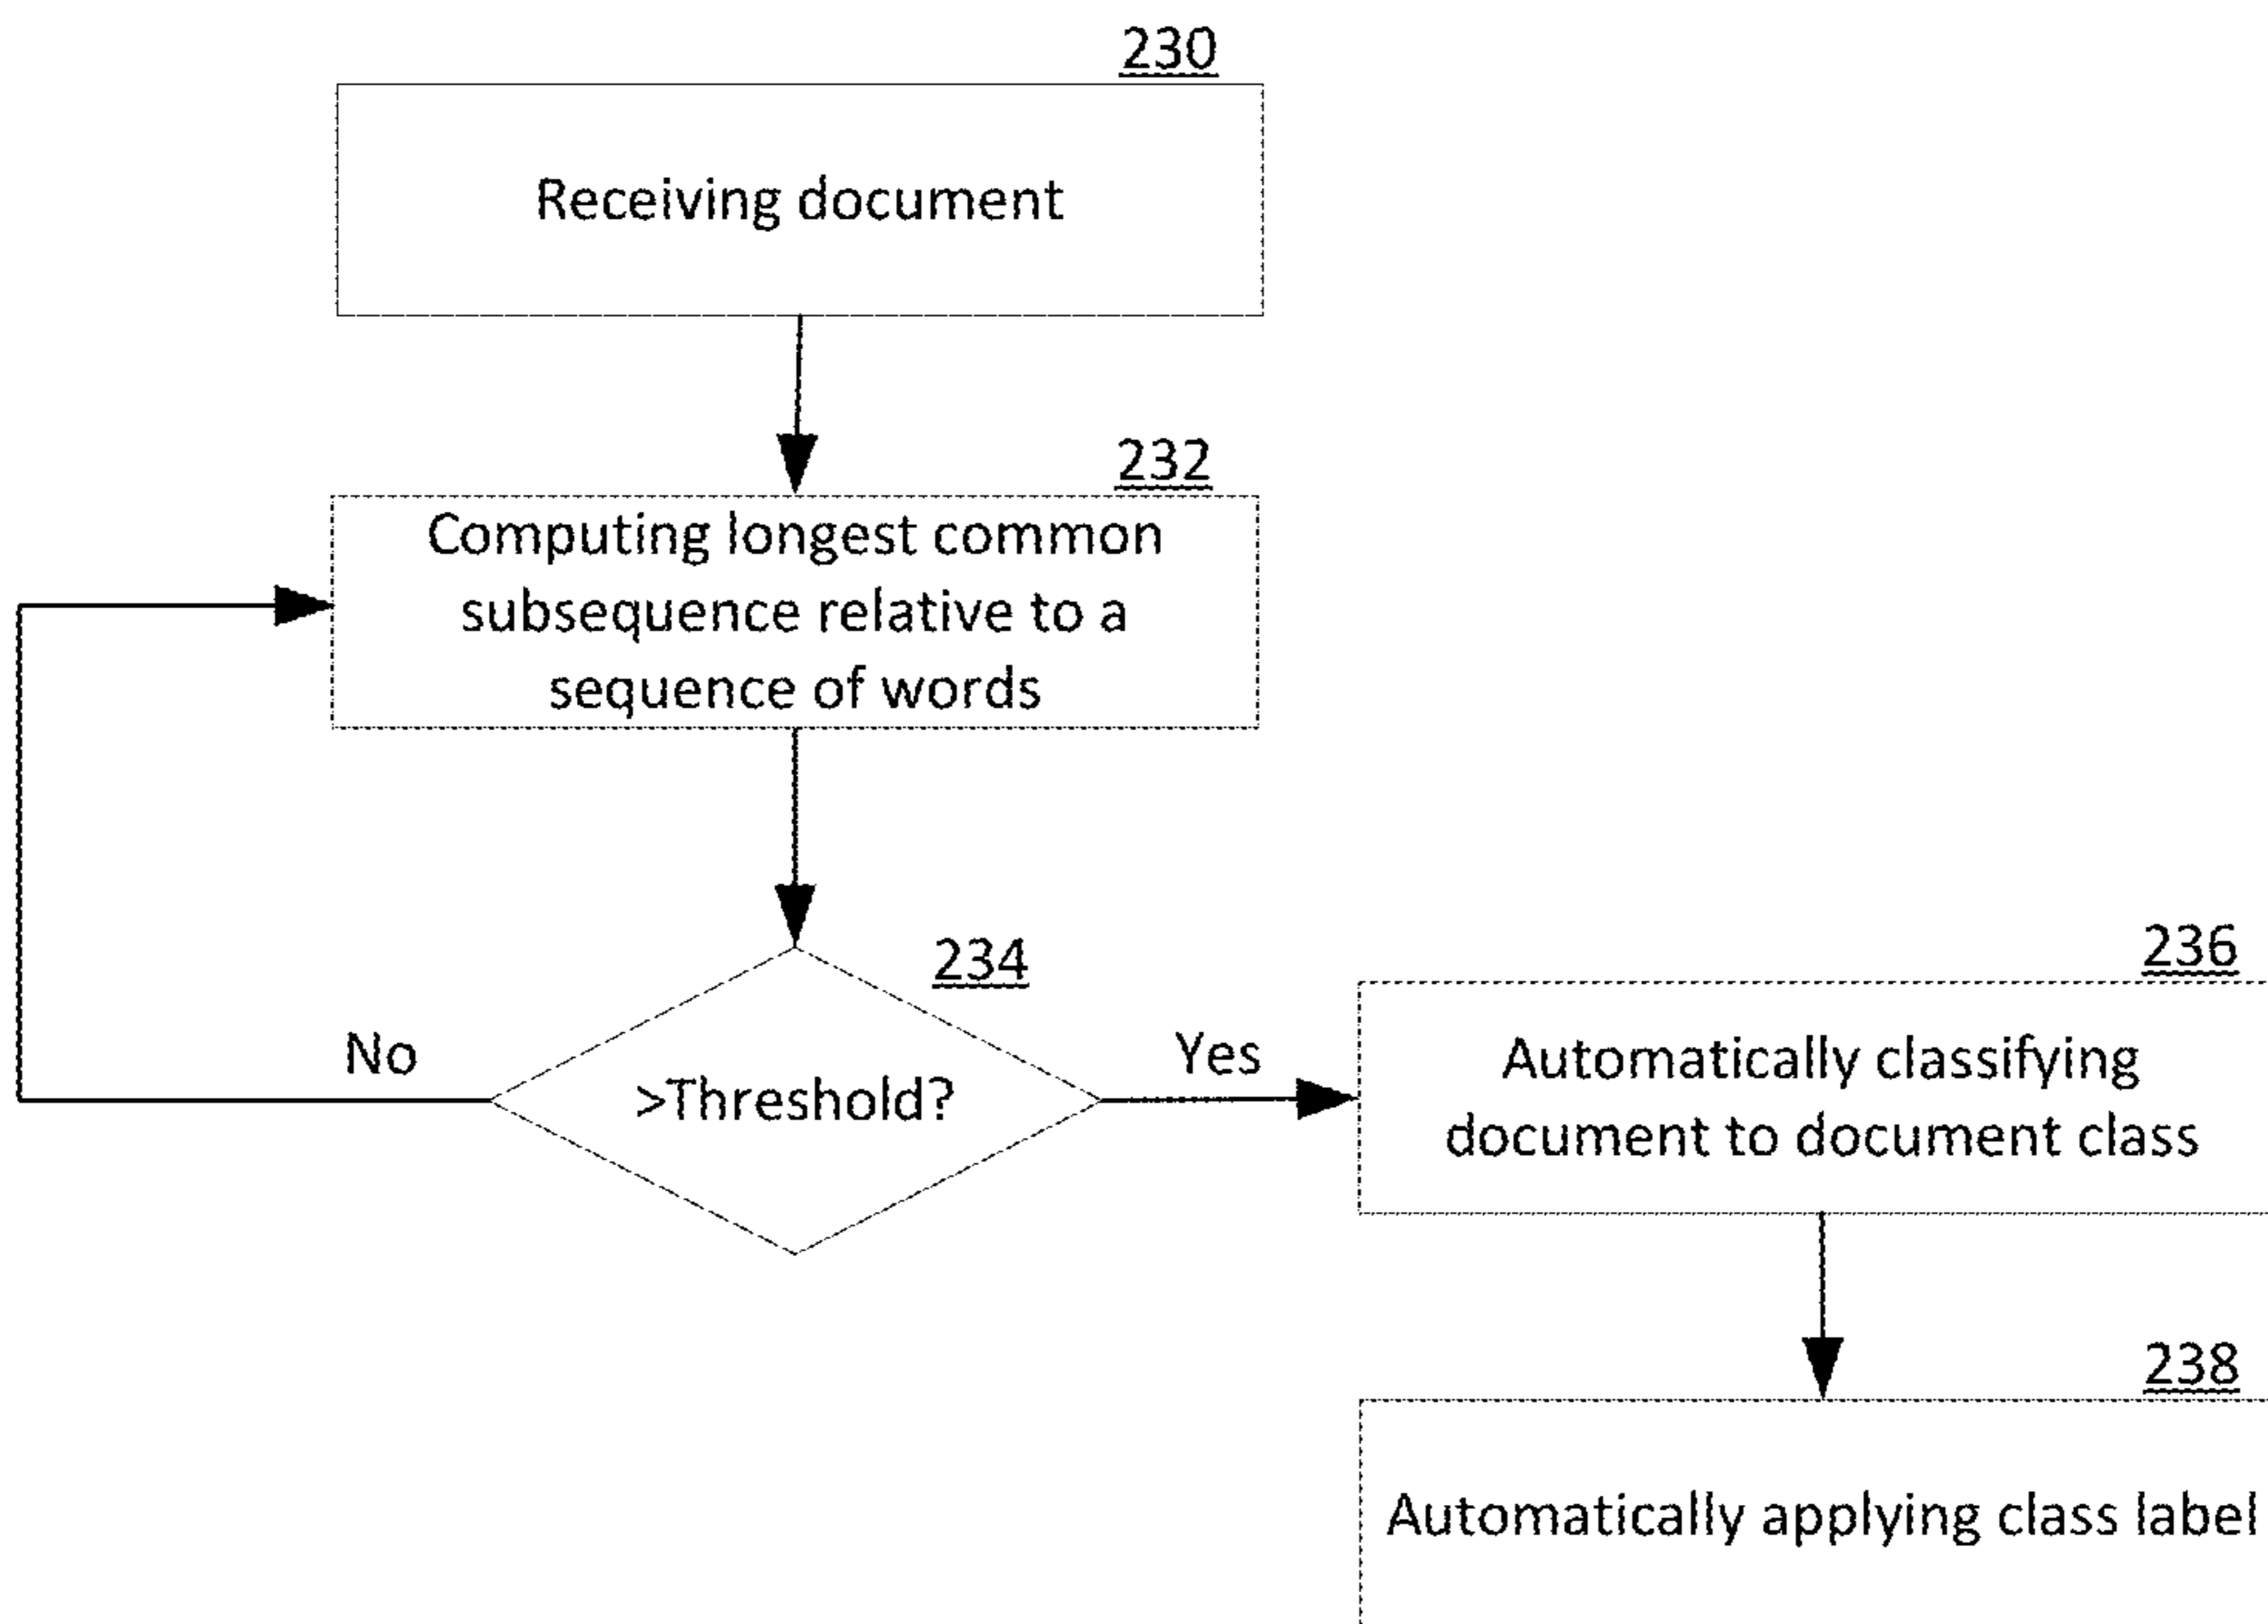 230
Receiving document
232
Computing longest common
subsequence relative to a
sequence of words
234
No
>Threshold?
Yes
236
Automatically classifying
document to document class
238
Automatically applying class label